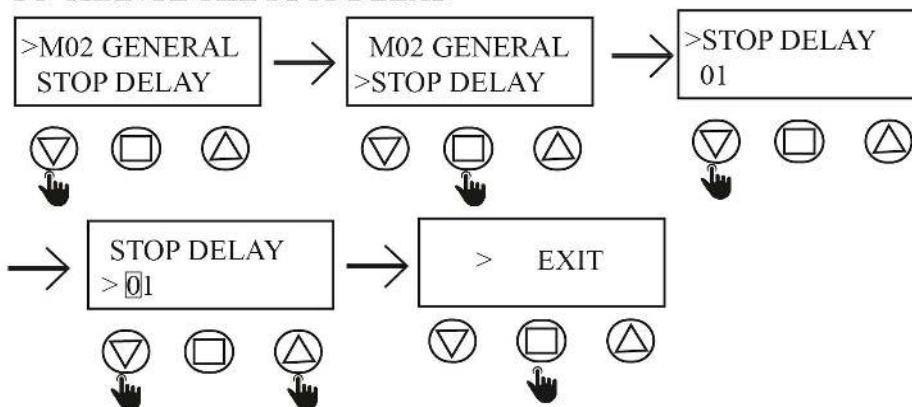 >M02 GENERAL
STOP DELAY
M02 GENERAL
>STOP DELAY
>STOP DELAY
01
STOP DELAY
> 01
> EXIT